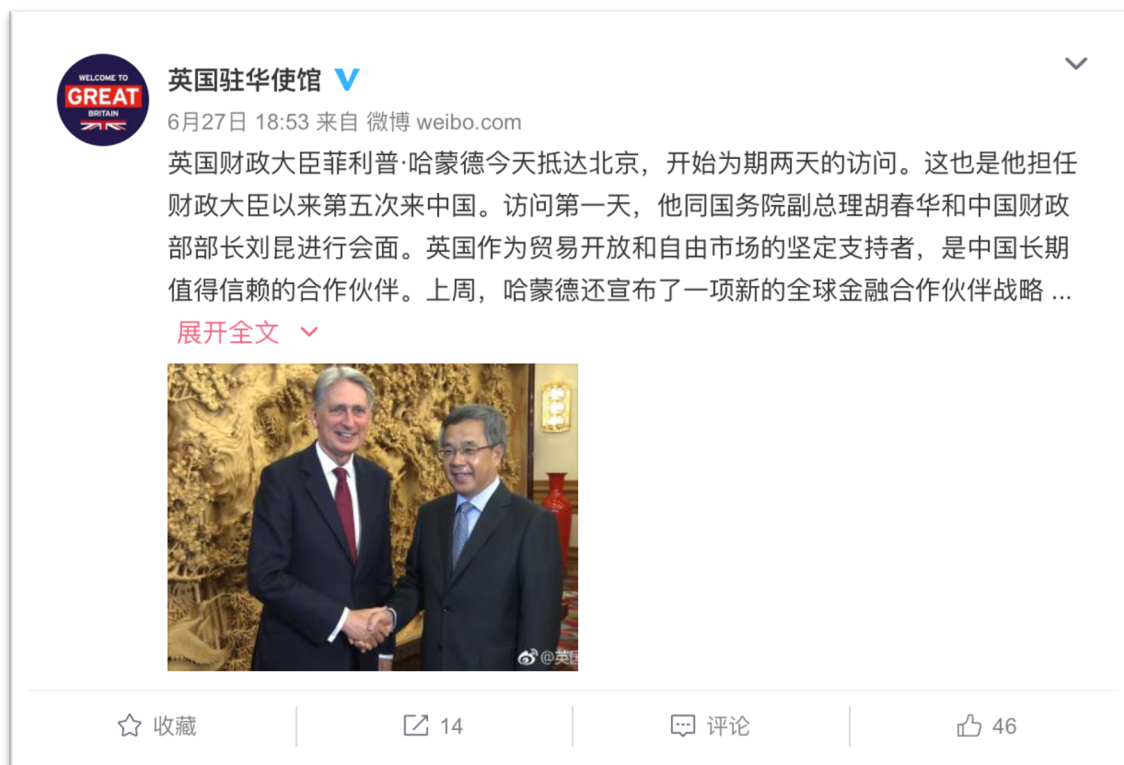 WELCOME TO
GREAT
BRITAIN
英国驻华使馆
6月27日 18:53 来自 微博 weibo.com
英国财政大臣菲利普·哈蒙德今天抵达北京，开始为期两天的访问。这也是他担任
财政大臣以来第五次来中国。访问第一天，他同国务院副总理胡春华和中国财政
部部长刘昆进行会面。英国作为贸易开放和自由市场的坚定支持者，是中国长期
值得信赖的合作伙伴。上周，哈蒙德还宣布了一项新的全球金融合作伙伴战略 ...
展开全文
@英国
收藏
14
评论
46